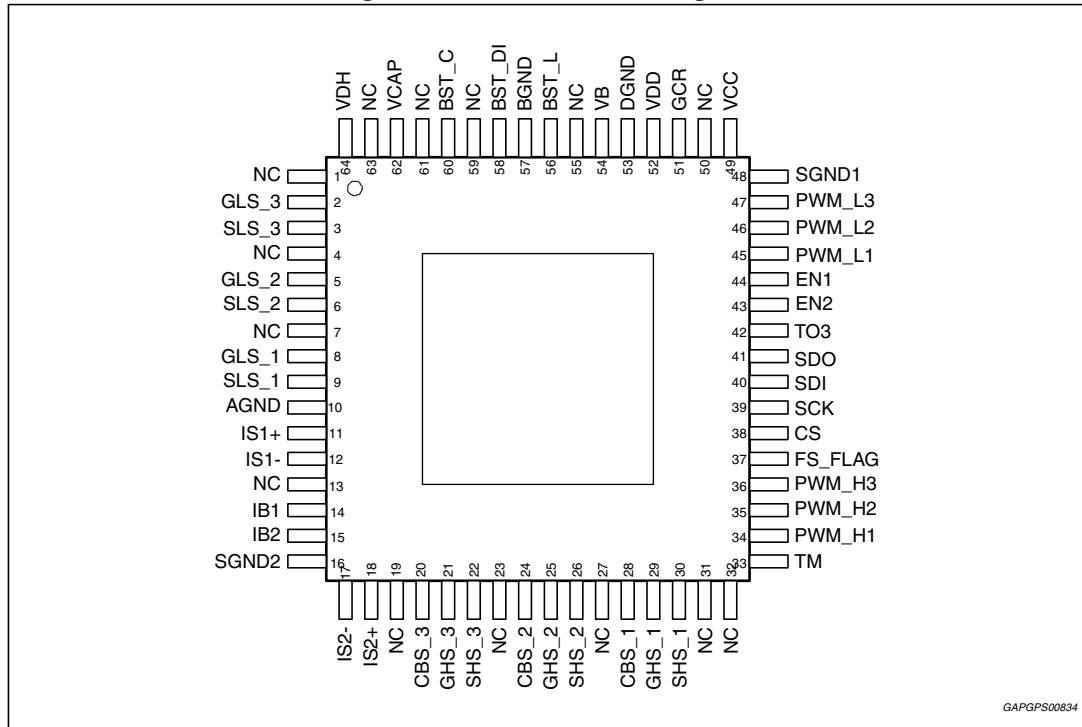 VDH
NC
VCAP
NC
BST_C
NC
BST_DI
BGND
BST_L
NC
VB
DGND
VDD
GCR
NC
VCC
64
63
62
61
60
59
58
57
56
55
54
53
52
51
50
49
NC 1
GLS_3 2
SLS_3 3
NC 4
GLS_2 5
SLS_2 6
NC 7
GLS_1 8
SLS_1 9
AGND 10
IS1+ 11
IS1- 12
NC 13
IB1 14
IB2 15
SGND2 16
48 SGND1
47 PWM_L3
46 PWM_L2
45 PWM_L1
44 EN1
43 EN2
42 TO3
41 SDO
40 SDI
39 SCK
38 CS
37 FS_FLAG
36 PWM_H3
35 PWM_H2
34 PWM_H1
33 TM
17
18
19
20
21
22
23
24
25
26
27
28
29
30
31
32
IS2-
IS2+
NC
CBS_3
GHS_3
SHS_3
NC
CBS_2
GHS_2
SHS_2
NC
CBS_1
GHS_1
SHS_1
NC
NC
GAPGPS00834